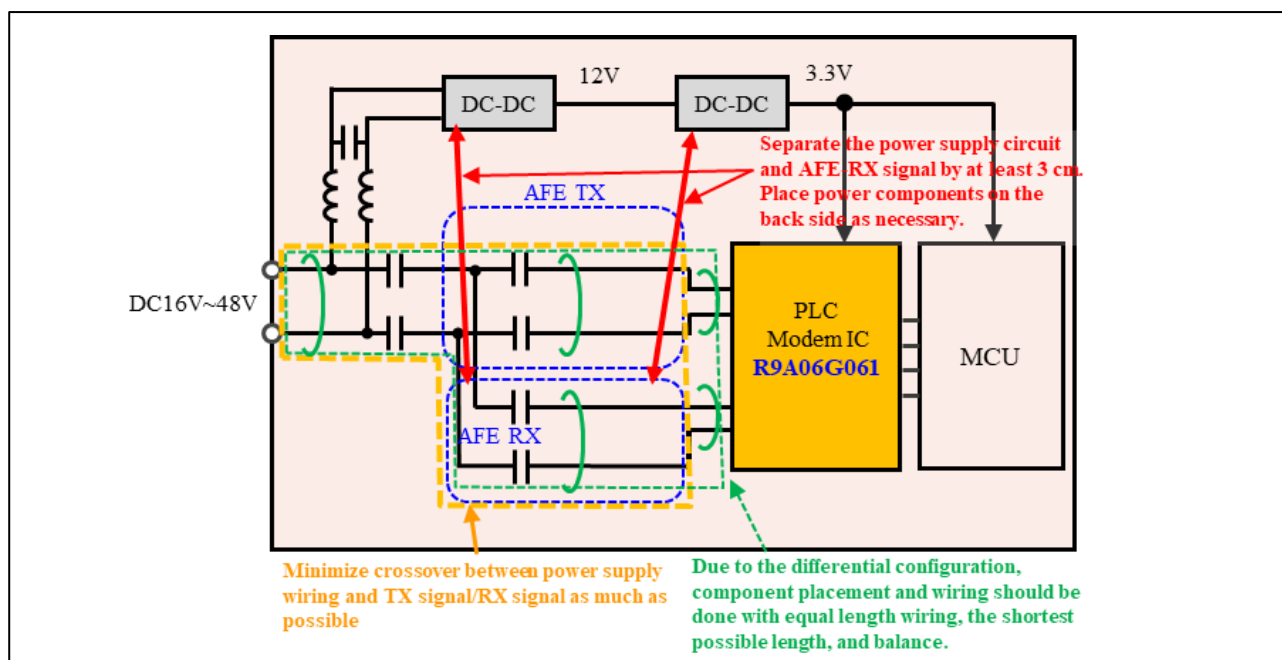 12V
3.3V
DC-DC
DC-DC
Separate the power supply circuit
and AFE-RX signal by at least 3 cm.
Place power components on the
back side as necessary.
AFE TX
DC16V~48V
PLC
Modem IC
R9A06G061
MCU
AFE RX
Minimize crossover between power supply
wiring and TX signal/RX signal as much as
possible
Due to the differential configuration,
component placement and wiring should be
done with equal length wiring, the shortest
possible length, and balance.